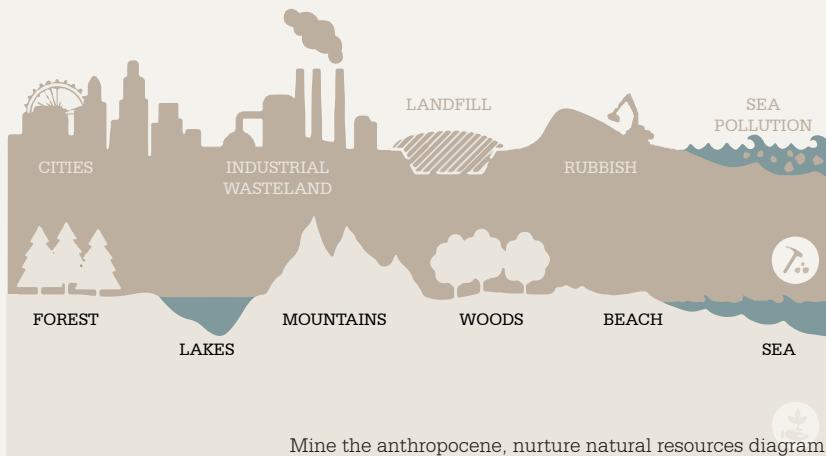 LANDFILL
SEA
POLLUTION
CITIES
INDUSTRIAL
WASTELAND
RUBBISH
FOREST
MOUNTAINS
WOODS
BEACH
LAKES
SEA
Mine the anthropocene, nurture natural resources diagram